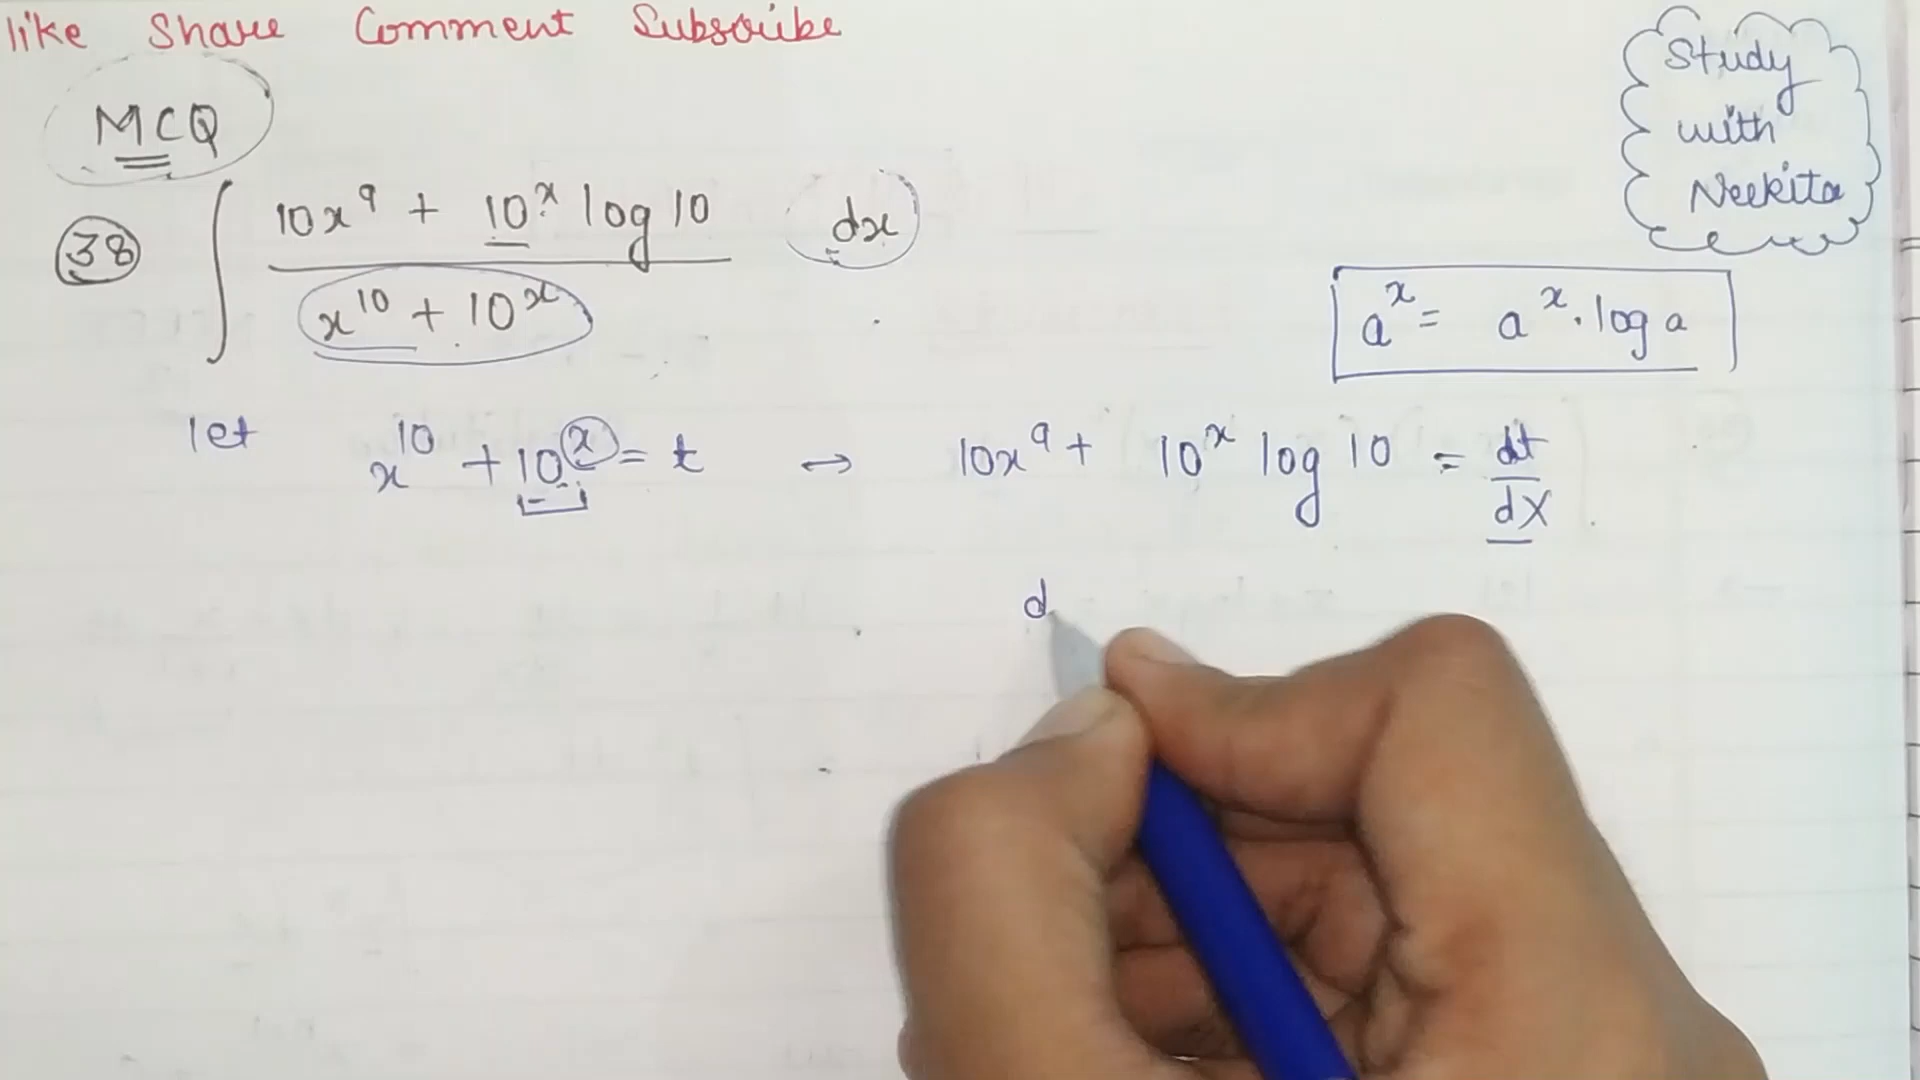 like Share Comment Subscribe
Study
with
Neekita
MCQ
38 ∫ 10x⁹ + 10ˣ log 10 dx
x¹⁰ + 10ˣ
aˣ = aˣ. log a
let x¹⁰ + 10ˣ = t → 10x⁹ + 10ˣ log 10 = dt
dx
d